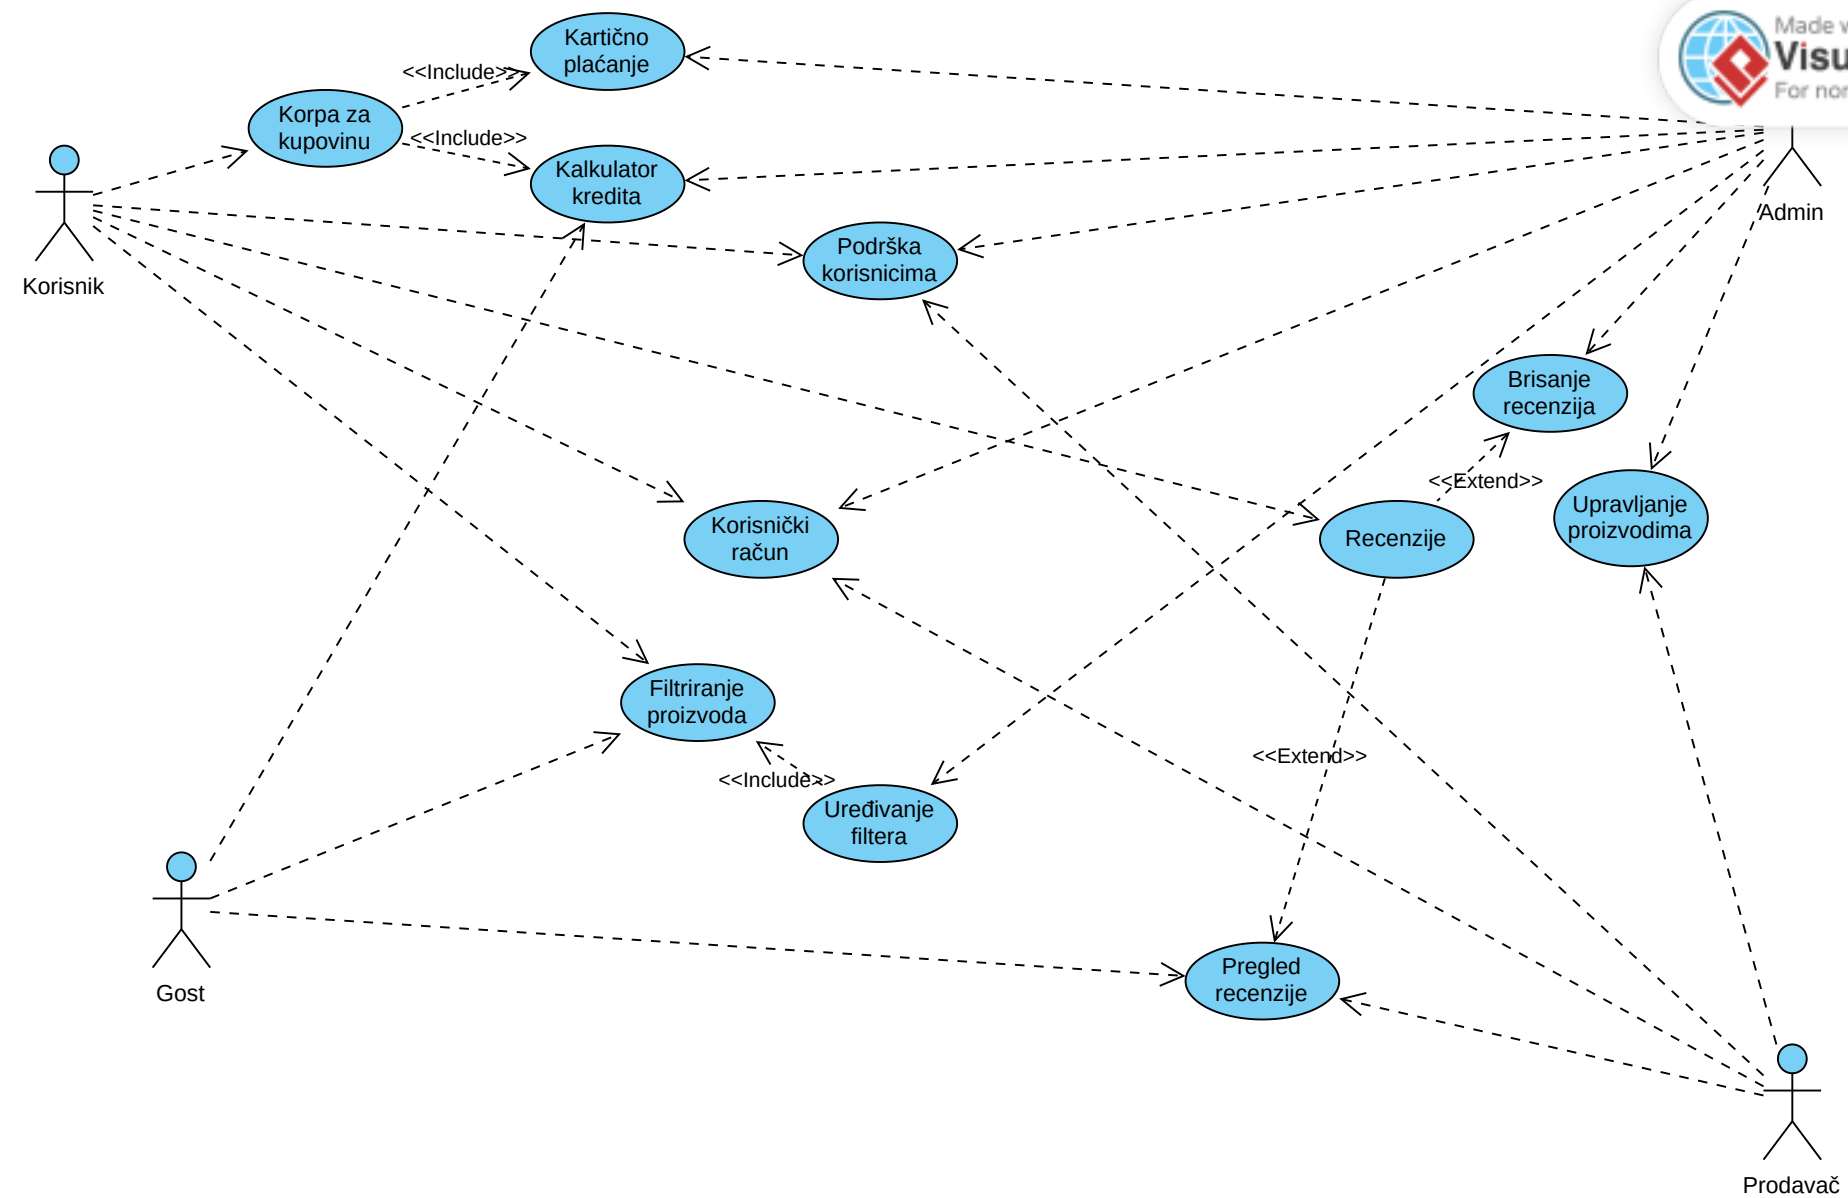 Kartično
plaćanje
<<Include>>
Korpa za
kupovinu
<<Include>>
Kalkulator
kredita
Korisnik
Podrška
korisnicima
Made
Visu
For
Admin
Brisanje
recenzija
<<Extend>>
Upravljanje
proizvodima
Recenzije
Korisnički
račun
Filtriranje
proizvoda
<<Include>>
Uređivanje
filtera
<<Extend>>
Gost
Pregled
recenzije
Prodavač